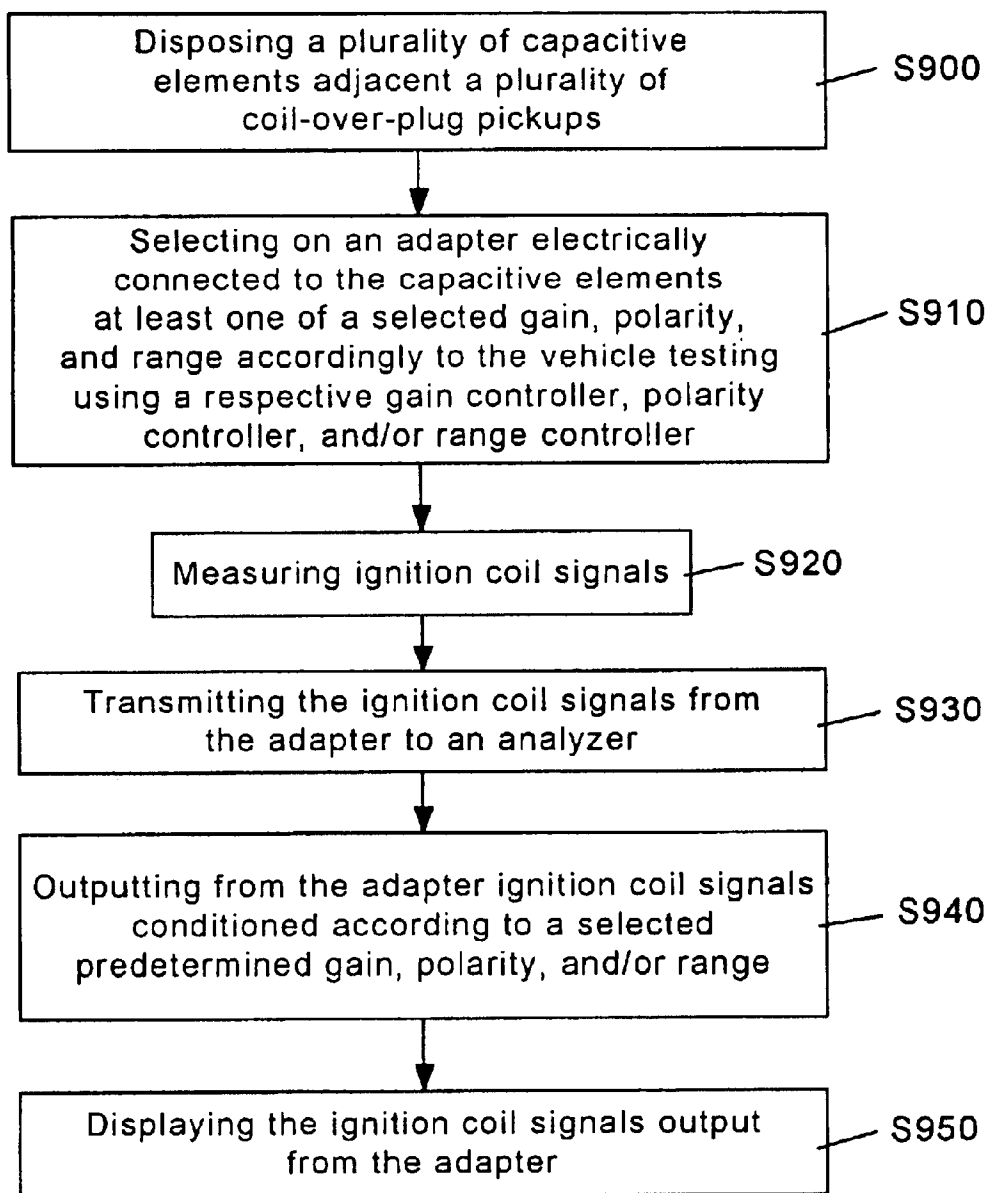 Disposing a plurality of capacitive
elements adjacent a plurality of
coil-over-plug pickups
S900
Selecting on an adapter electrically
connected to the capacitive elements
at least one of a selected gain, polarity,
and range accordingly to the vehicle testing
using a respective gain controller, polarity
controller, and/or range controller
S910
Measuring ignition coil signals
S920
Transmitting the ignition coil signals from
the adapter to an analyzer
S930
Outputting from the adapter ignition coil signals
conditioned according to a selected
predetermined gain, polarity, and/or range
S940
Displaying the ignition coil signals output
from the adapter
S950